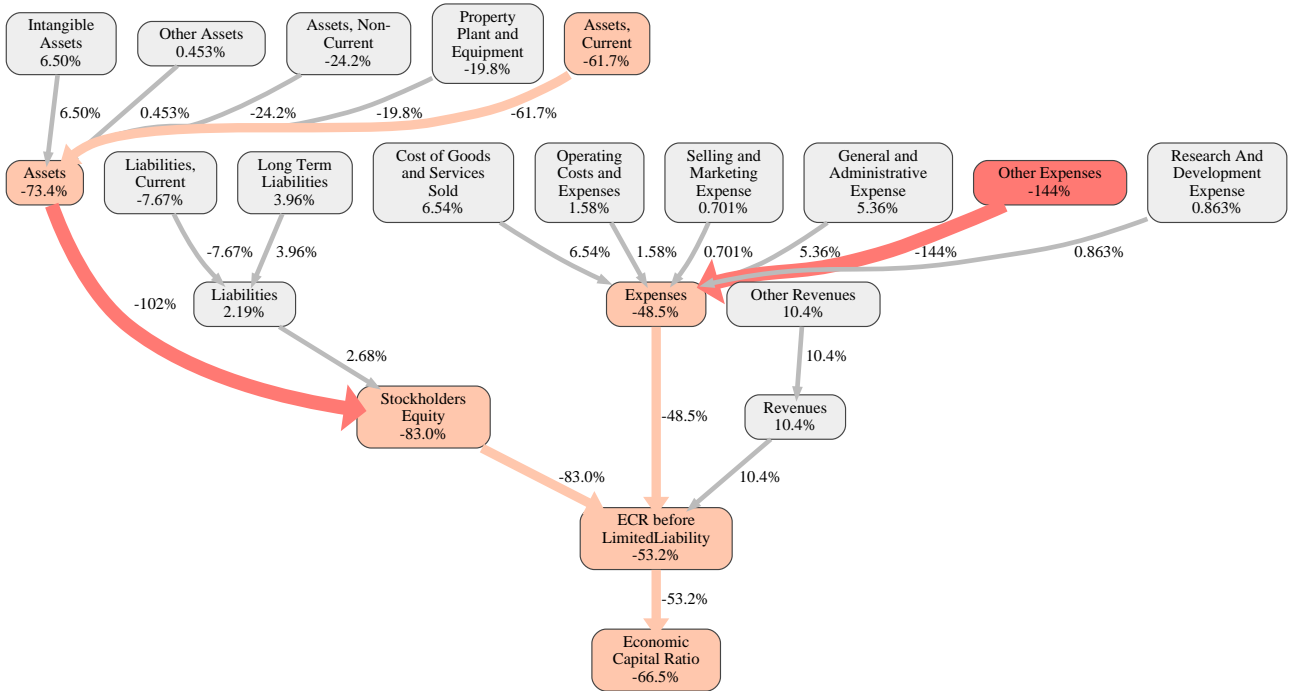 Intangible
Assets
6.50%
Other Assets
0.453%
Assets, Non-
Current
-24.2%
Property
Plant and
Equipment
-19.8%
Assets,
Current
-61.7%
6.50%
0.453%
-24.2%
-19.8%
-61.7%
Assets
-73.4%
Liabilities,
Current
-7.67%
Long Term
Liabilities
3.96%
Cost of Goods
and Services
Sold
6.54%
Operating
Costs and
Expenses
1.58%
Selling and
Marketing
Expense
0.701%
General and
Administrative
Expense
5.36%
Other Expenses
-144%
Research And
Development
Expense
0.863%
-7.67%
3.96%
6.54%
1.58%
0.701%
5.36%
-144%
0.863%
-102%
Liabilities
2.19%
Expenses
-48.5%
Other Revenues
10.4%
2.68%
10.4%
Stockholders
Equity
-83.0%
-48.5%
Revenues
10.4%
-83.0%
10.4%
ECR before
LimitedLiability
-53.2%
-53.2%
Economic
Capital Ratio
-66.5%